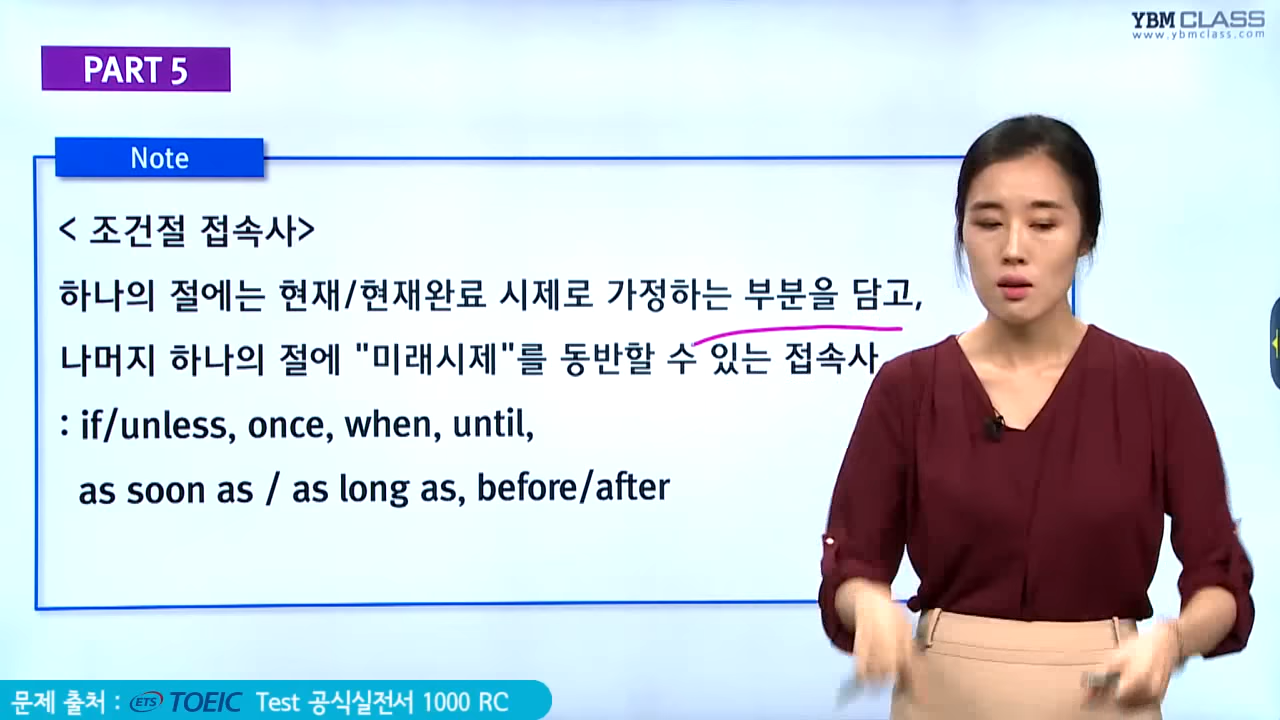 YBM CLASS
www.ybmclass.com
PART 5
Note
< 조건절 접속사>
하나의 절에는 현재/현재완료 시제로 가정하는 부분을 담고,
나머지 하나의 절에 "미래시제"를 동반할 수 있는 접속사
: if/unless, once, when, until,
as soon as / as long as, before/after
문제 출처 : ETS TOEIC Test 공식실전서 1000 RC